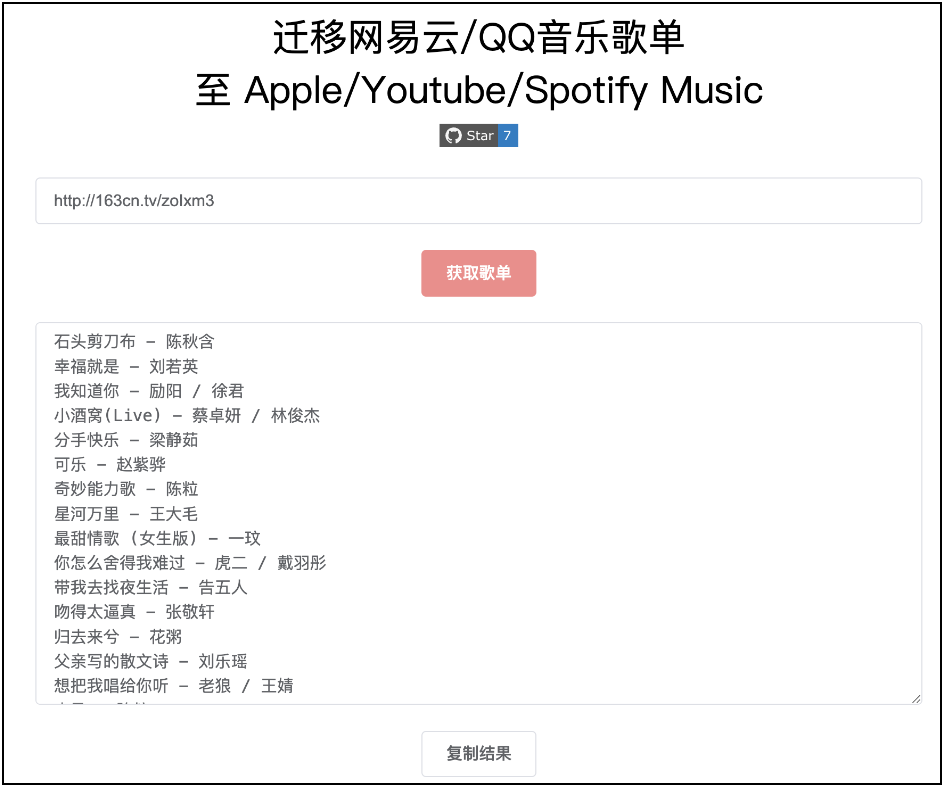 迁移网易云/QQ音乐歌单
至 Apple/Youtube/Spotify Music
Star 7
http://163cn.tv/zoIxm3
获取歌单
石头剪刀布 - 陈秋含
幸福就是 - 刘若英
我知道你 - 励阳 / 徐君
小酒窝(Live) - 蔡卓妍 / 林俊杰
分手快乐 - 梁静茹
可乐 - 赵紫骅
奇妙能力歌 - 陈粒
星河万里 - 王大毛
最甜情歌 (女生版) - 一玟
你怎么舍得我难过 - 虎二 / 戴羽彤
带我去找夜生活 - 告五人
吻得太逼真 - 张敬轩
归去来兮 - 花粥
父亲写的散文诗 - 刘乐瑶
想把我唱给你听 - 老狼 / 王婧
复制结果